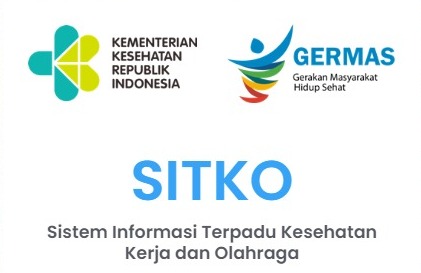 KEMENTERIAN
KESEHATAN
REPUBLIK
INDONESIA
GERMAS
Gerakan Masyarakat
Hidup Sehat
SITKO
Sistem Informasi Terpadu Kesehatan
Kerja dan Olahraga